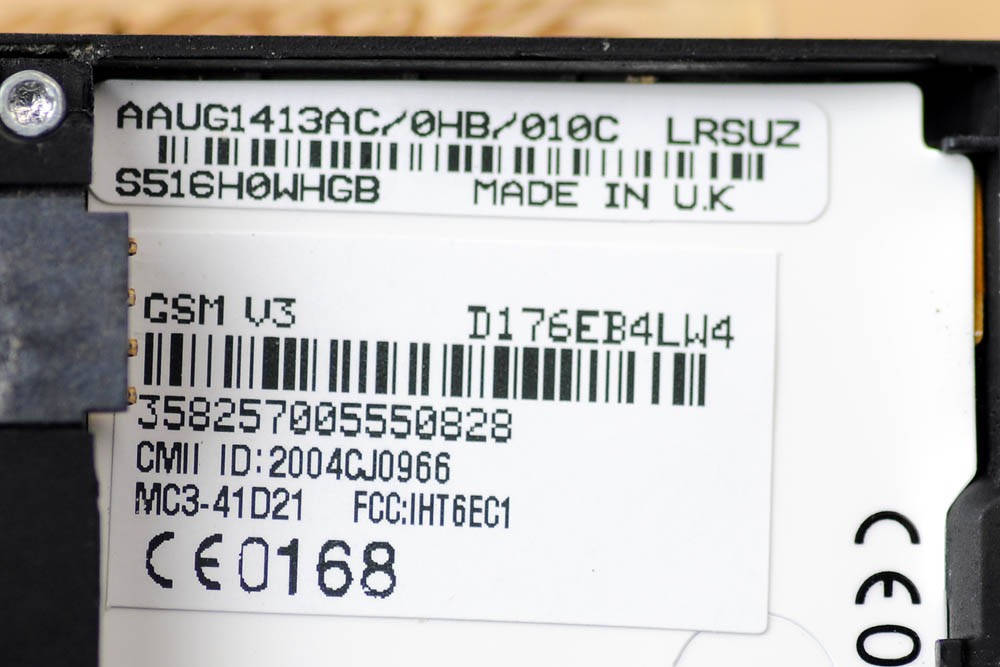 AAUG1413AC/0HB/010C LRSUZ
S516H0WHGB MADE IN U.K
GSM V3 D176EB4LW4
358257005550828
CMII ID:2004CJ0966
MC3-41D21 FCC:IHT6EC1
CE0168
CE0